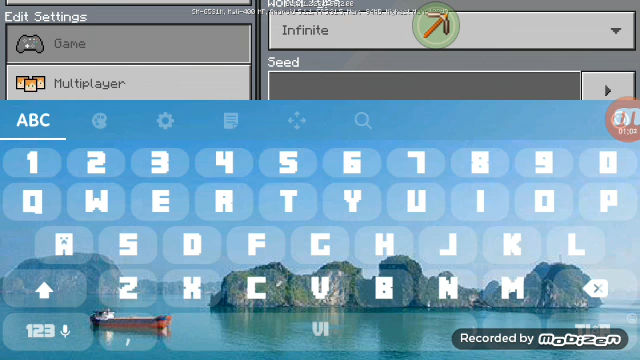 Edit Settings
Game
Infinite
Multiplayer
Seed
ABC
1 2 3 4 5 6 7 8 9 0
Q W E R T Y U I O P
A S D F G H J K L
Z X C V B N M
123 , VI
Recorded by Mobizen